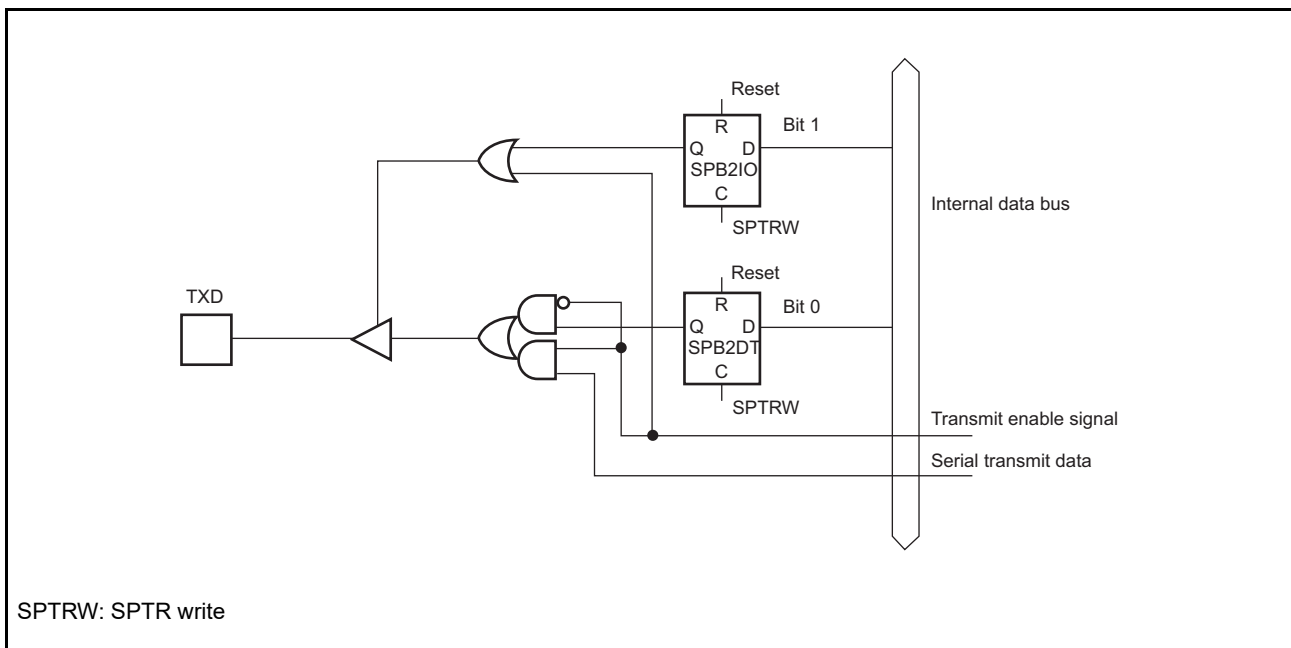 Reset
R
Bit 1
Q D
SPB2IO
C
Internal data bus
SPTRW
Reset
TXD
R
Bit 0
Q D
SPB2DT
C
SPTRW
Transmit enable signal
Serial transmit data
SPTRW: SPTR write